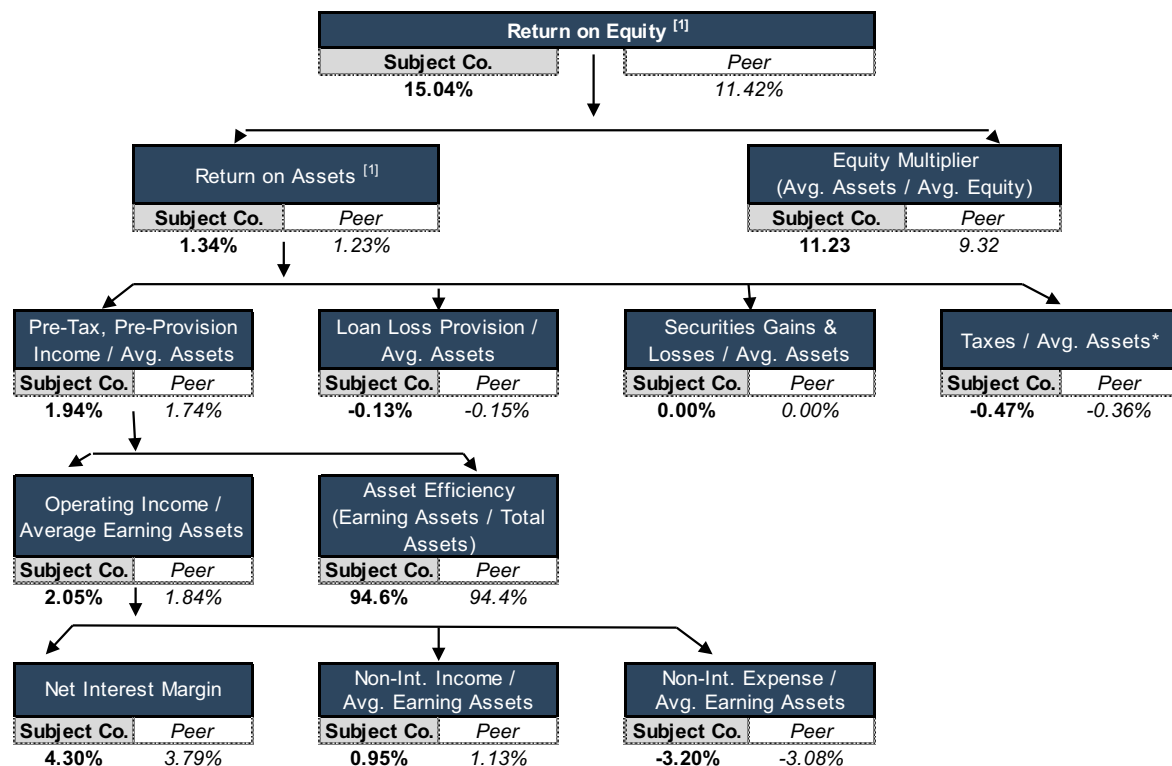 Return on Equity [1]
Subject Co. Peer
15.04% 11.42%
Return on Assets [1]
Equity Multiplier
(Avg. Assets / Avg. Equity)
Subject Co. Peer
Subject Co. Peer
1.34% 1.23%
11.23 9.32
Pre-Tax, Pre-Provision
Income / Avg. Assets
Loan Loss Provision /
Avg. Assets
Securities Gains &
Losses / Avg. Assets
Taxes / Avg. Assets*
Subject Co. Peer
Subject Co. Peer
Subject Co. Peer
Subject Co. Peer
1.94% 1.74%
-0.13% -0.15%
0.00% 0.00%
-0.47% -0.36%
Operating Income /
Average Earning Assets
Asset Efficiency
(Earning Assets / Total
Assets)
Subject Co. Peer
Subject Co. Peer
2.05% 1.84%
94.6% 94.4%
Net Interest Margin
Non-Int. Income /
Avg. Earning Assets
Non-Int. Expense /
Avg. Earning Assets
Subject Co. Peer
Subject Co. Peer
Subject Co. Peer
4.30% 3.79%
0.95% 1.13%
-3.20% -3.08%